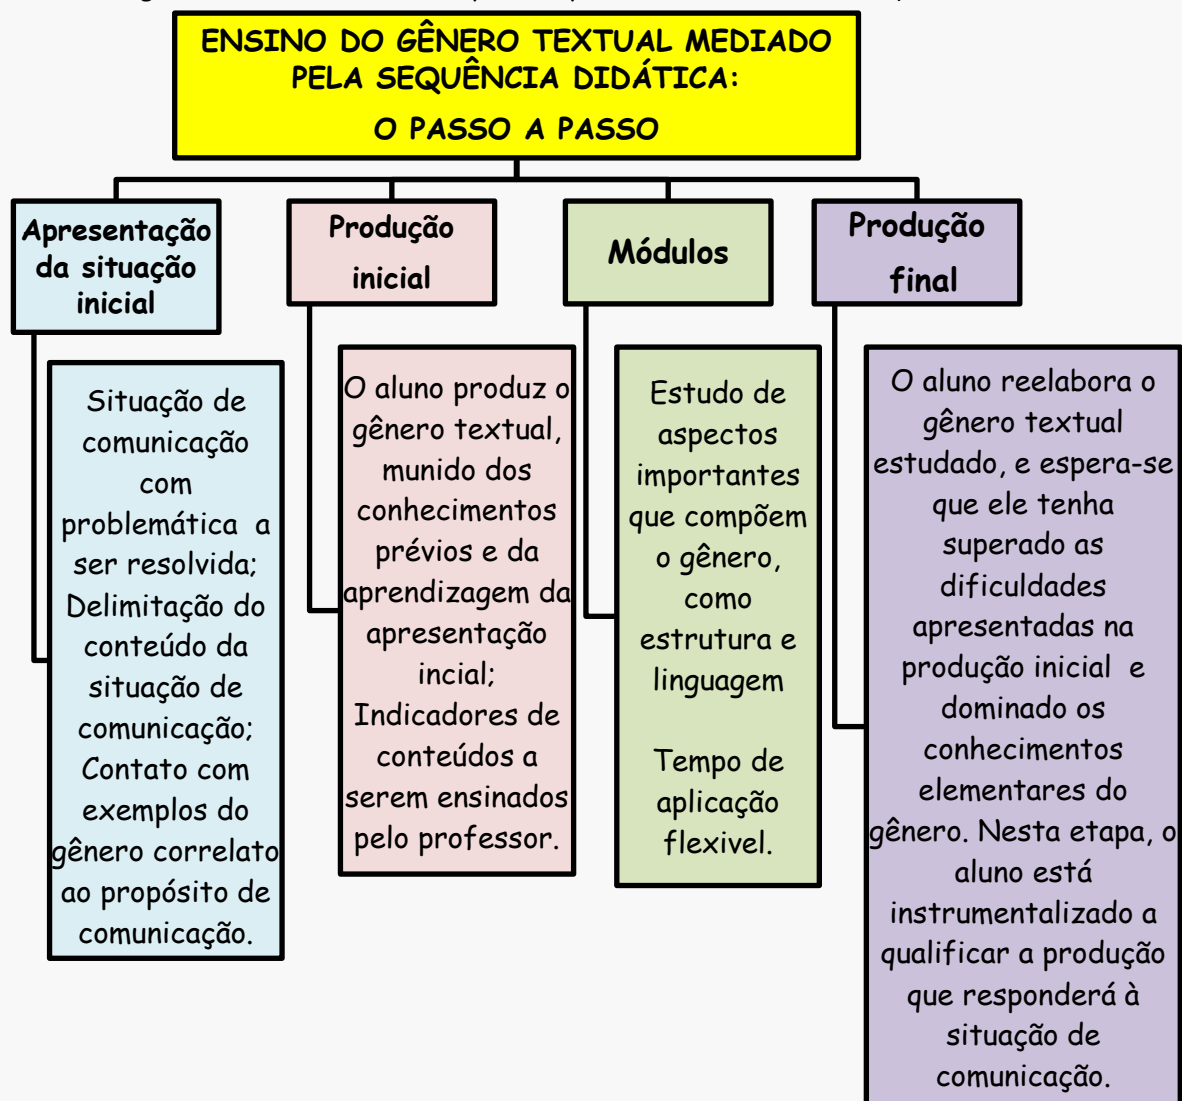 ENSINO DO GÊNERO TEXTUAL MEDIADO
PELA SEQUÊNCIA DIDÁTICA:
O PASSO A PASSO
Apresentação
da situação
inicial
Situação de
comunicação
com
problemática a
ser resolvida;
Delimitação do
conteúdo da
situação de
comunicação;
Contato com
exemplos do
gênero correlato
ao propósito de
comunicação.
Produção
inicial
O aluno produz o
gênero textual,
munido dos
conhecimentos
prévios e da
aprendizagem da
apresentação
incial;
Indicadores de
conteúdos a
serem ensinados
pelo professor.
Módulos
Estudo de
aspectos
importantes
que compõem
o gênero,
como
estrutura e
linguagem
Tempo de
aplicação
flexivel.
Produção
final
O aluno reelabora o
gênero textual
estudado, e espera-se
que ele tenha
superado as
dificuldades
apresentadas na
produção inicial e
dominado os
conhecimentos
elementares do
gênero. Nesta etapa, o
aluno está
instrumentalizado a
qualificar a produção
que responderá à
situação de
comunicação.